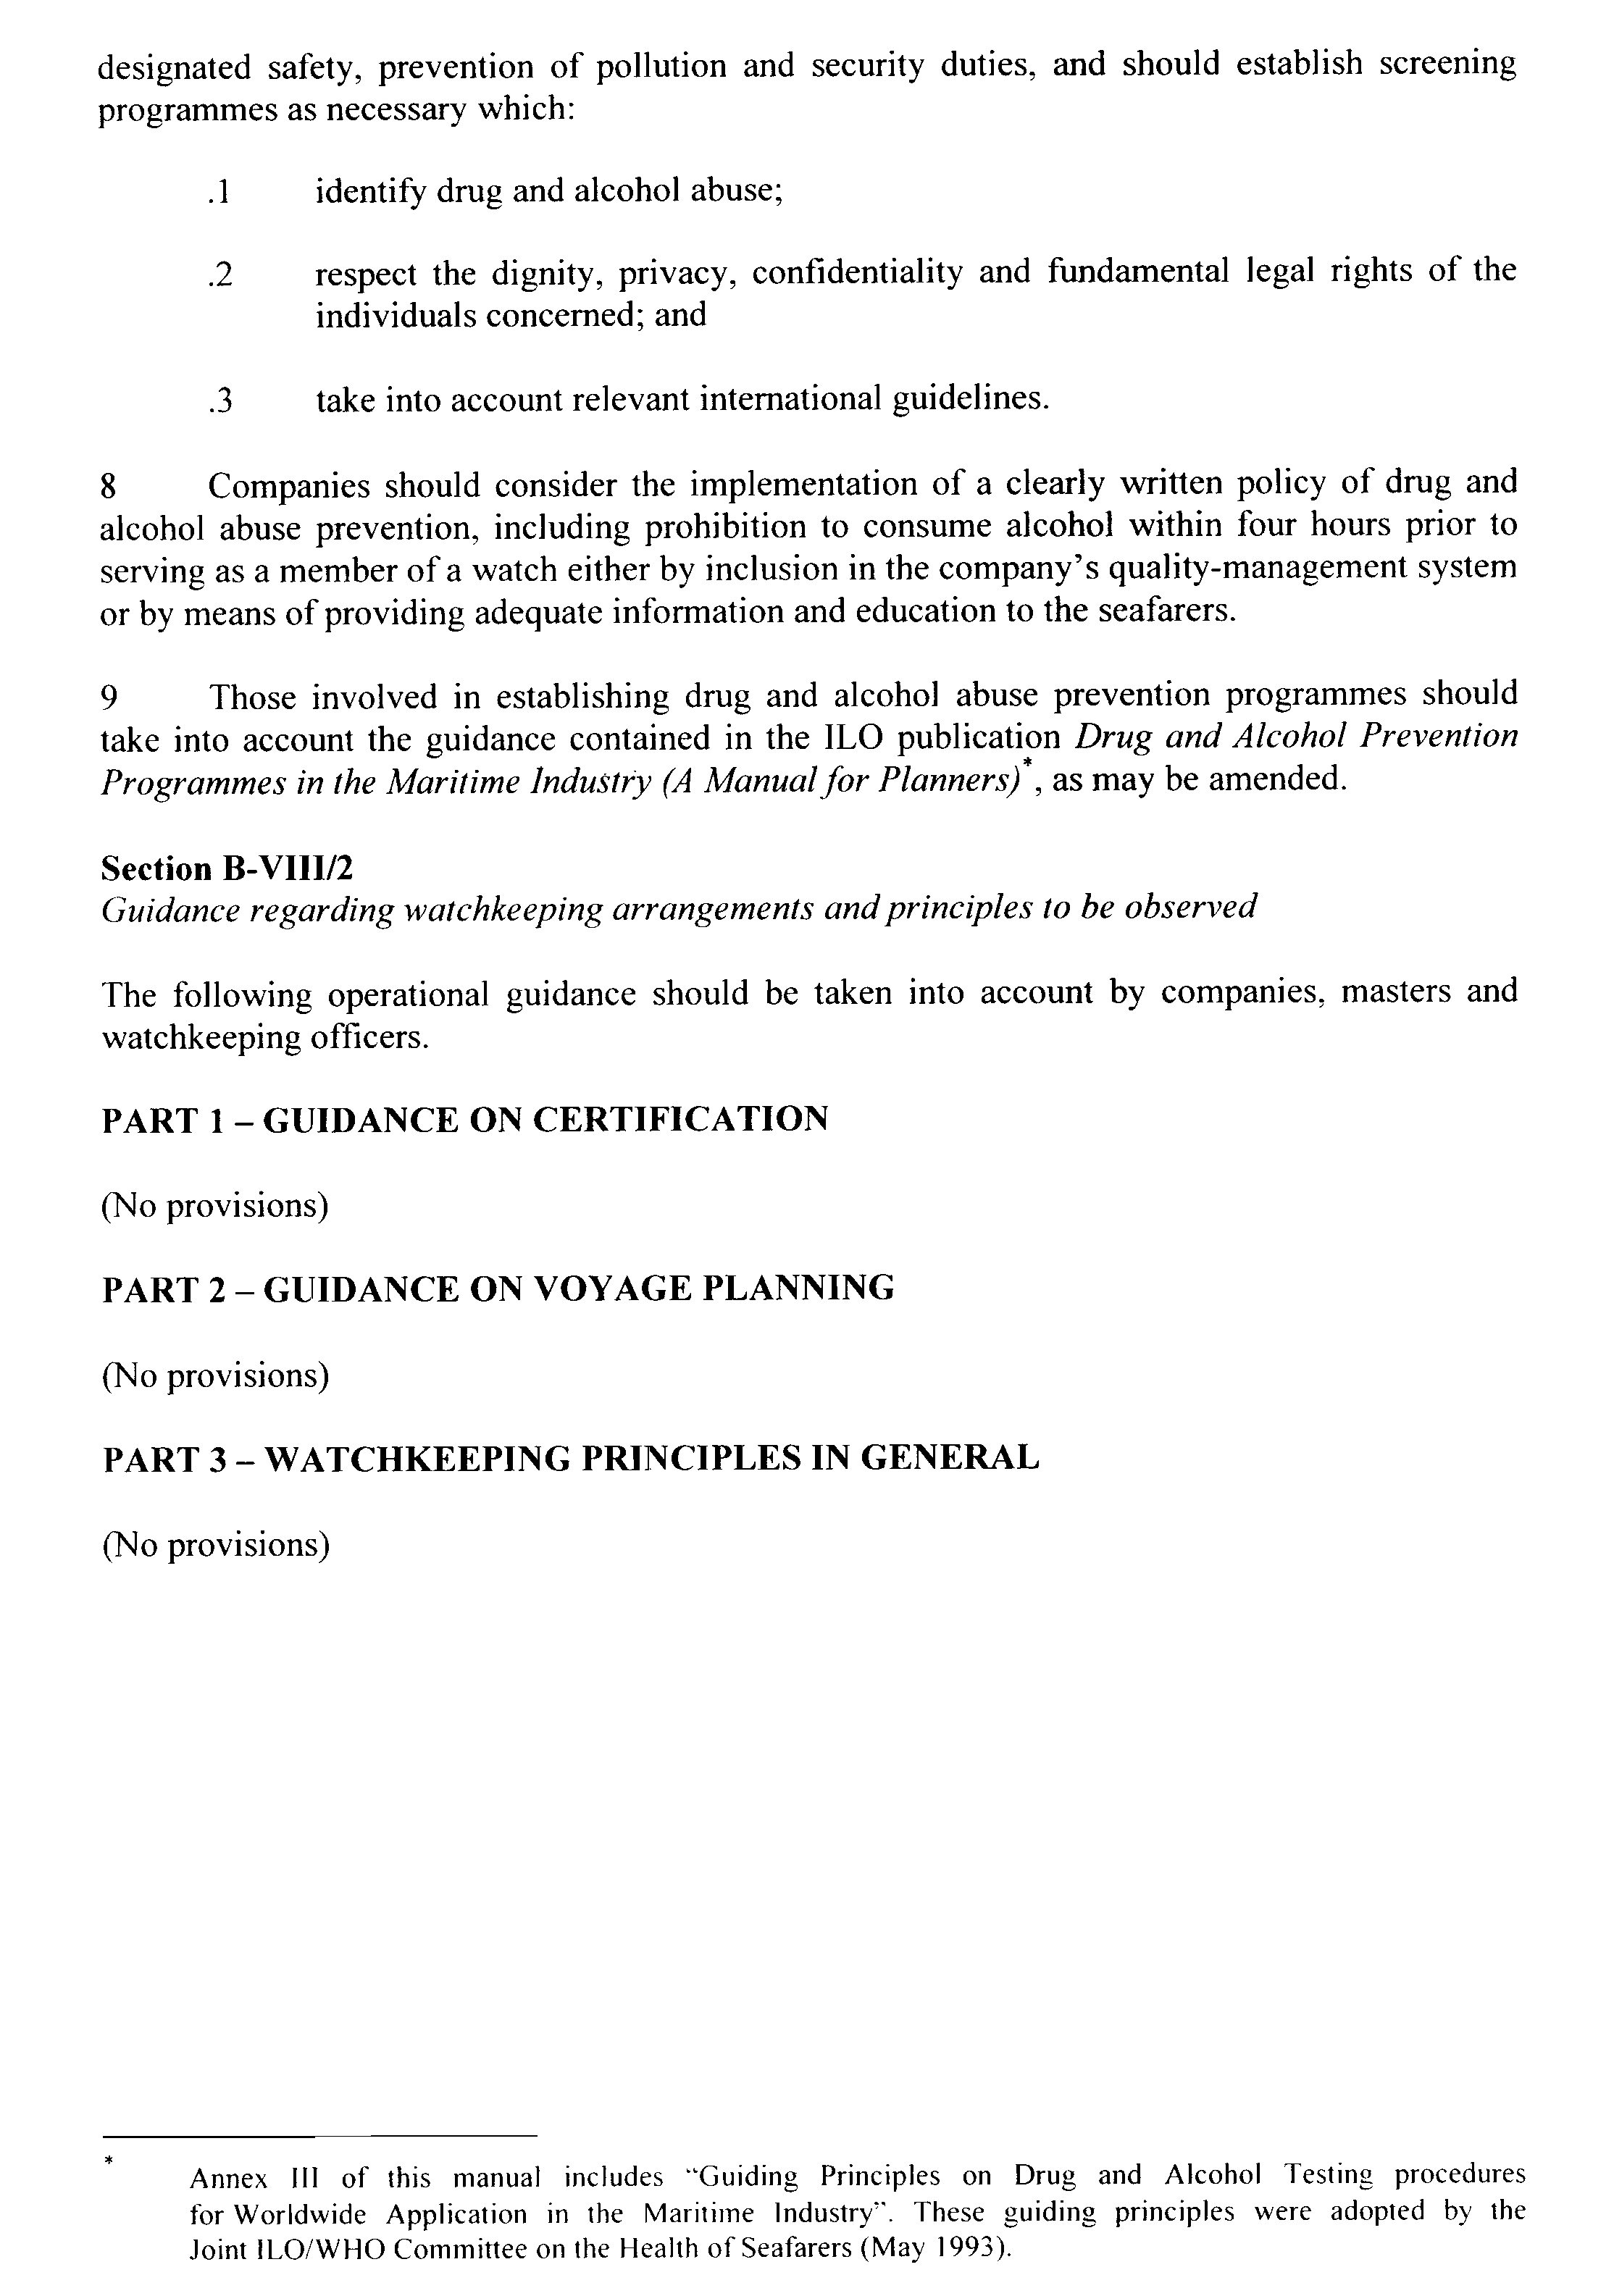 designated safety, prevention of pollution and security duties, and should establish screening
programmes as necessary which:
.1 identify drug and alcohol abuse;
.2 respect the dignity, privacy, confidentiality and fundamental legal rights of the
individuals concerned; and
.3 take into account relevant international guidelines.
8 Companies should consider the implementation of a clearly written policy of drug and
alcohol abuse prevention, including prohibition to consume alcohol within four hours prior to
serving as a member of a watch either by inclusion in the company's quality-management system
or by means of providing adequate information and education to the seafarers.
9 Those involved in establishing drug and alcohol abuse prevention programmes should
take into account the guidance contained in the ILO publication Drug and Alcohol Prevention
Programmes in the Maritime Industry (A Manual for Planners)*, as may be amended.
Section B-VIII/2
Guidance regarding watchkeeping arrangements and principles to be observed
The following operational guidance should be taken into account by companies, masters and
watchkeeping officers.
PART 1 – GUIDANCE ON CERTIFICATION
(No provisions)
PART 2 – GUIDANCE ON VOYAGE PLANNING
(No provisions)
PART 3 – WATCHKEEPING PRINCIPLES IN GENERAL
(No provisions)
* Annex III of this manual includes "Guiding Principles on Drug and Alcohol Testing procedures
for Worldwide Application in the Maritime Industry". These guiding principles were adopted by the
Joint ILO/WHO Committee on the Health of Seafarers (May 1993).